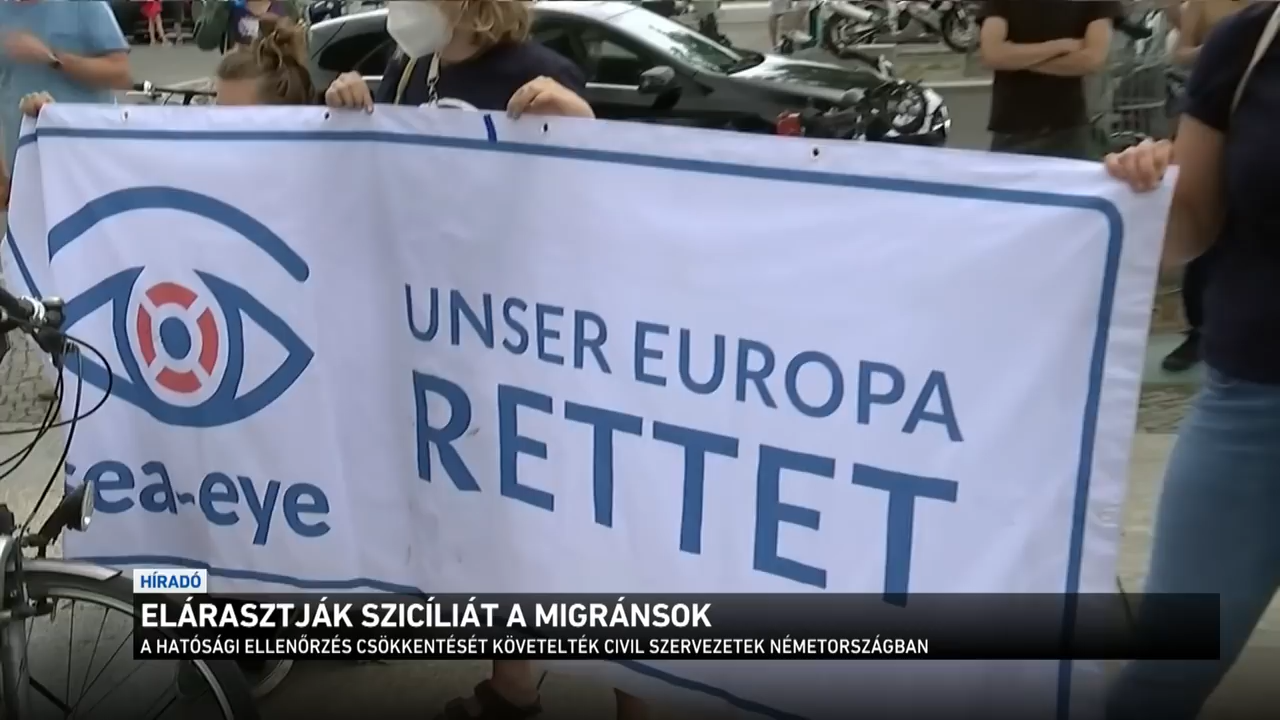 UNSER EUROPA
RETTET
sea-eye
HÍRADÓ
ELÁRASZTJÁK SZICÍLIÁT A MIGRÁNSOK
A HATÓSÁGI ELLENŐRZÉS CSÖKKENTÉSÉT KÖVETELTÉK CIVIL SZERVEZETEK NÉMETORSZÁGBAN